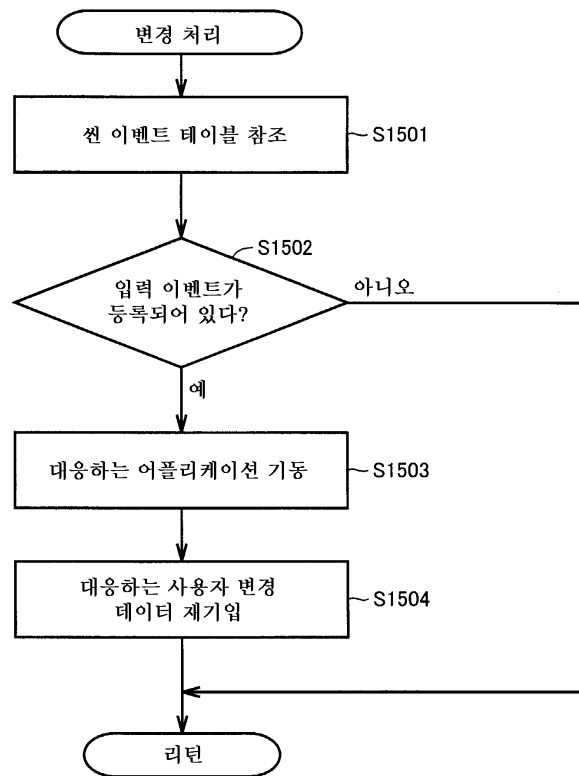 변경 처리
씬 이벤트 테이블 참조
S1501
S1502
입력 이벤트가
등록되어 있다?
아니오
예
대응하는 어플리케이션 기동
S1503
대응하는 사용자 변경
데이터 재기입
S1504
리턴